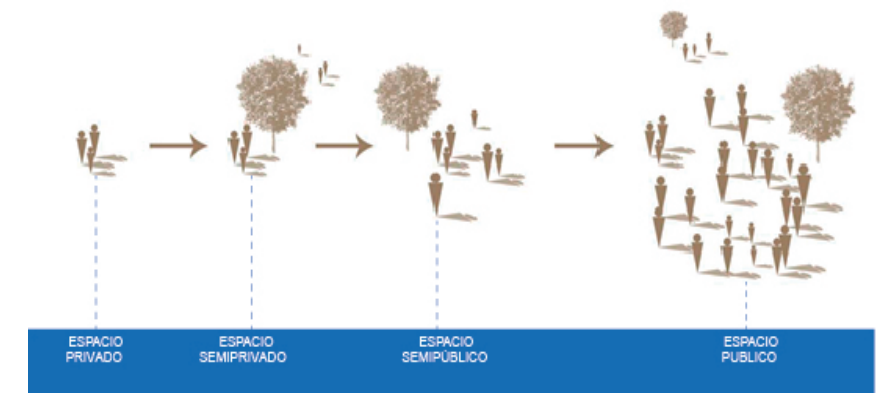 ESPACIO
PRIVADO
ESPACIO
SEMIPRIVADO
ESPACIO
SEMIPÚBLICO
ESPACIO
PUBLICO